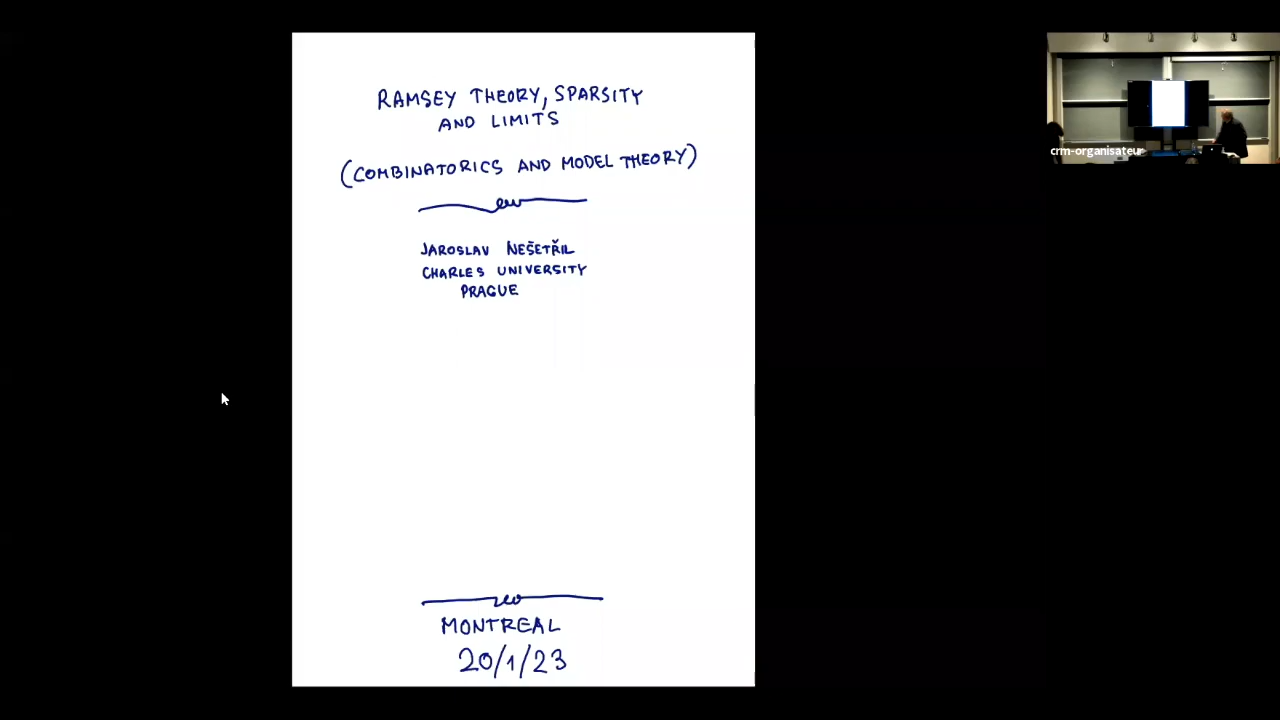 RAMSEY THEORY, SPARSITY
AND LIMITS
(COMBINATORICS AND MODEL THEORY)
JAROSLAV NEŠETŘIL
CHARLES UNIVERSITY
PRAGUE
MONTREAL
20/1/23
crm-organisateur